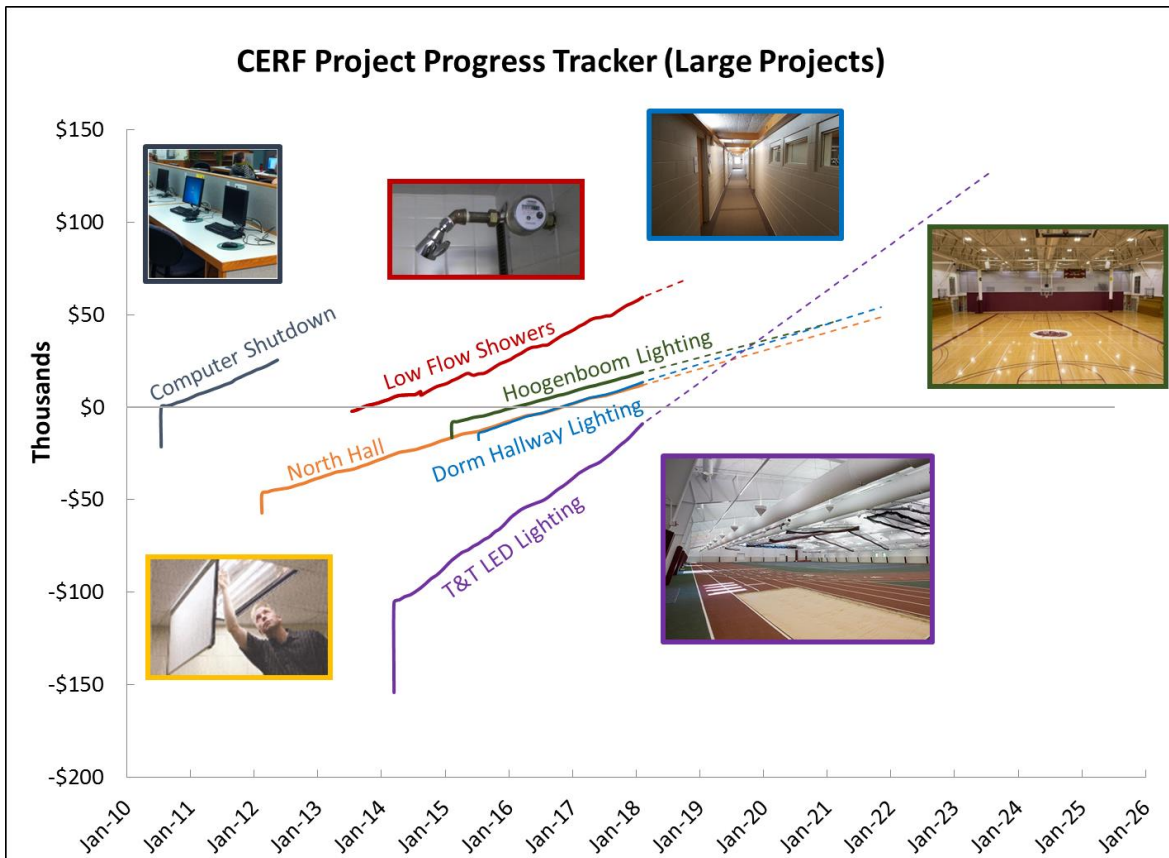 CERF Project Progress Tracker (Large Projects)
Thousands
$150
$100
$50
$0
-$50
-$100
-$150
-$200
Computer Shutdown
Low Flow Showers
Hoogenboom Lighting
North Hall
Dorm Hallway Lighting
T&T LED Lighting
Jan-10
Jan-11
Jan-12
Jan-13
Jan-14
Jan-15
Jan-16
Jan-17
Jan-18
Jan-19
Jan-20
Jan-21
Jan-22
Jan-23
Jan-24
Jan-25
Jan-26